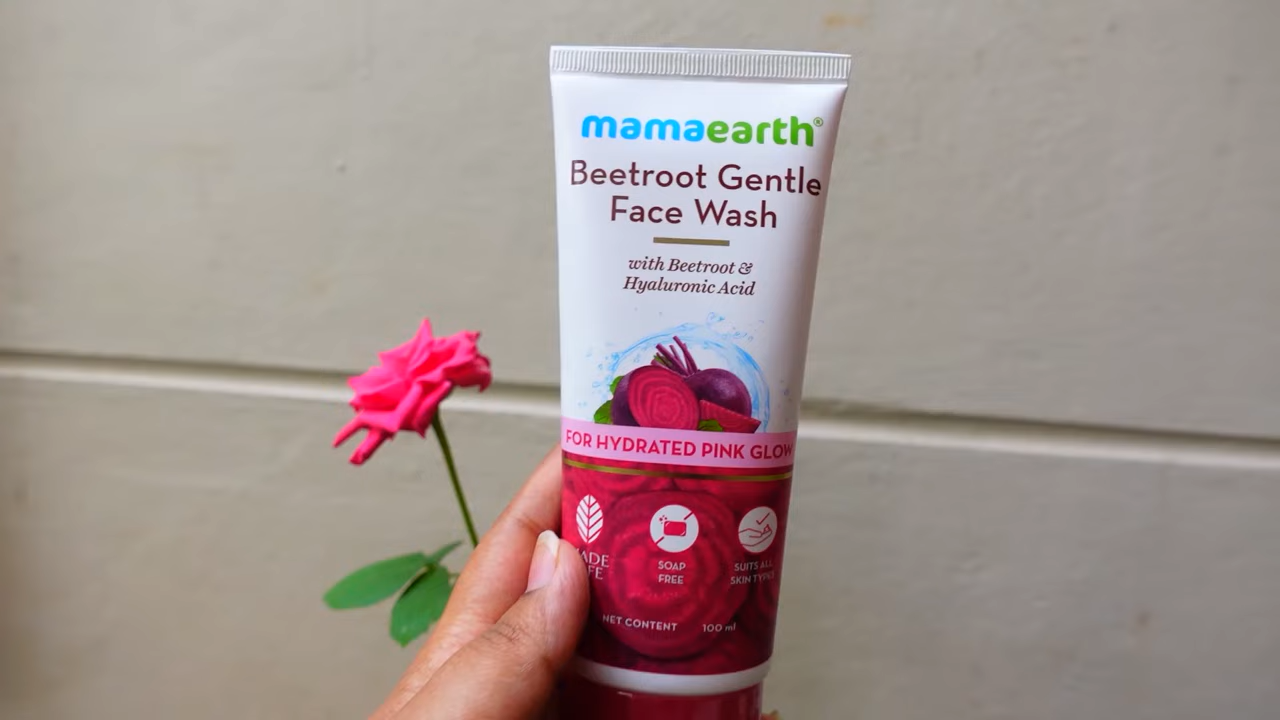 mamaearth®
Beetroot Gentle
Face Wash
with Beetroot &
Hyaluronic Acid
FOR HYDRATED PINK GLOW
SOAP
FREE
SUITS ALL
SKIN TYPES
NET CONTENT 100 ml